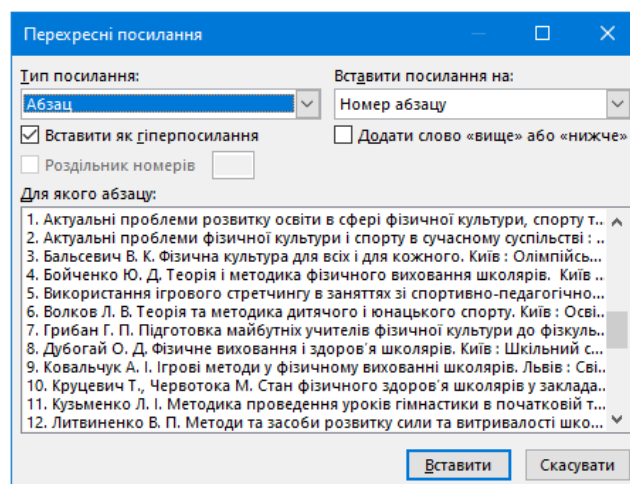 Перехресні посилання
Тип посилання: Вставити посилання на:
Абзац Номер абзацу
Вставити як гіперпосилання Додати слово «вище» або «нижче»
Роздільник номерів
Для якого абзацу:
1. Актуальні проблеми розвитку освіти в сфері фізичної культури, спорту т...
2. Актуальні проблеми фізичної культури і спорту в сучасному суспільстві : ...
3. Бальсевич В. К. Фізична культура для всіх і для кожного. Київ : Олімпійсь...
4. Бойченко Ю. Д. Теорія і методика фізичного виховання школярів. Київ ...
5. Використання ігрового стретчингу в заняттях зі спортивно-педагогічно...
6. Волков Л. В. Теорія та методика дитячого і юнацького спорту. Київ : Осві...
7. Грибан Г. П. Підготовка майбутніх учителів фізичної культури до фізкуль...
8. Дубогай О. Д. Фізичне виховання і здоров’я школярів. Київ : Шкільний с...
9. Ковальчук А. І. Ігрові методи у фізичному вихованні школярів. Львів : Сві...
10. Круцевич Т., Червотока М. Стан фізичного здоров’я школярів у заклада...
11. Кузьменко Л. І. Методика проведення уроків гімнастики в початковій т...
12. Литвиненко В. П. Методи та засоби розвитку сили та витривалості шко...
Вставити Скасувати